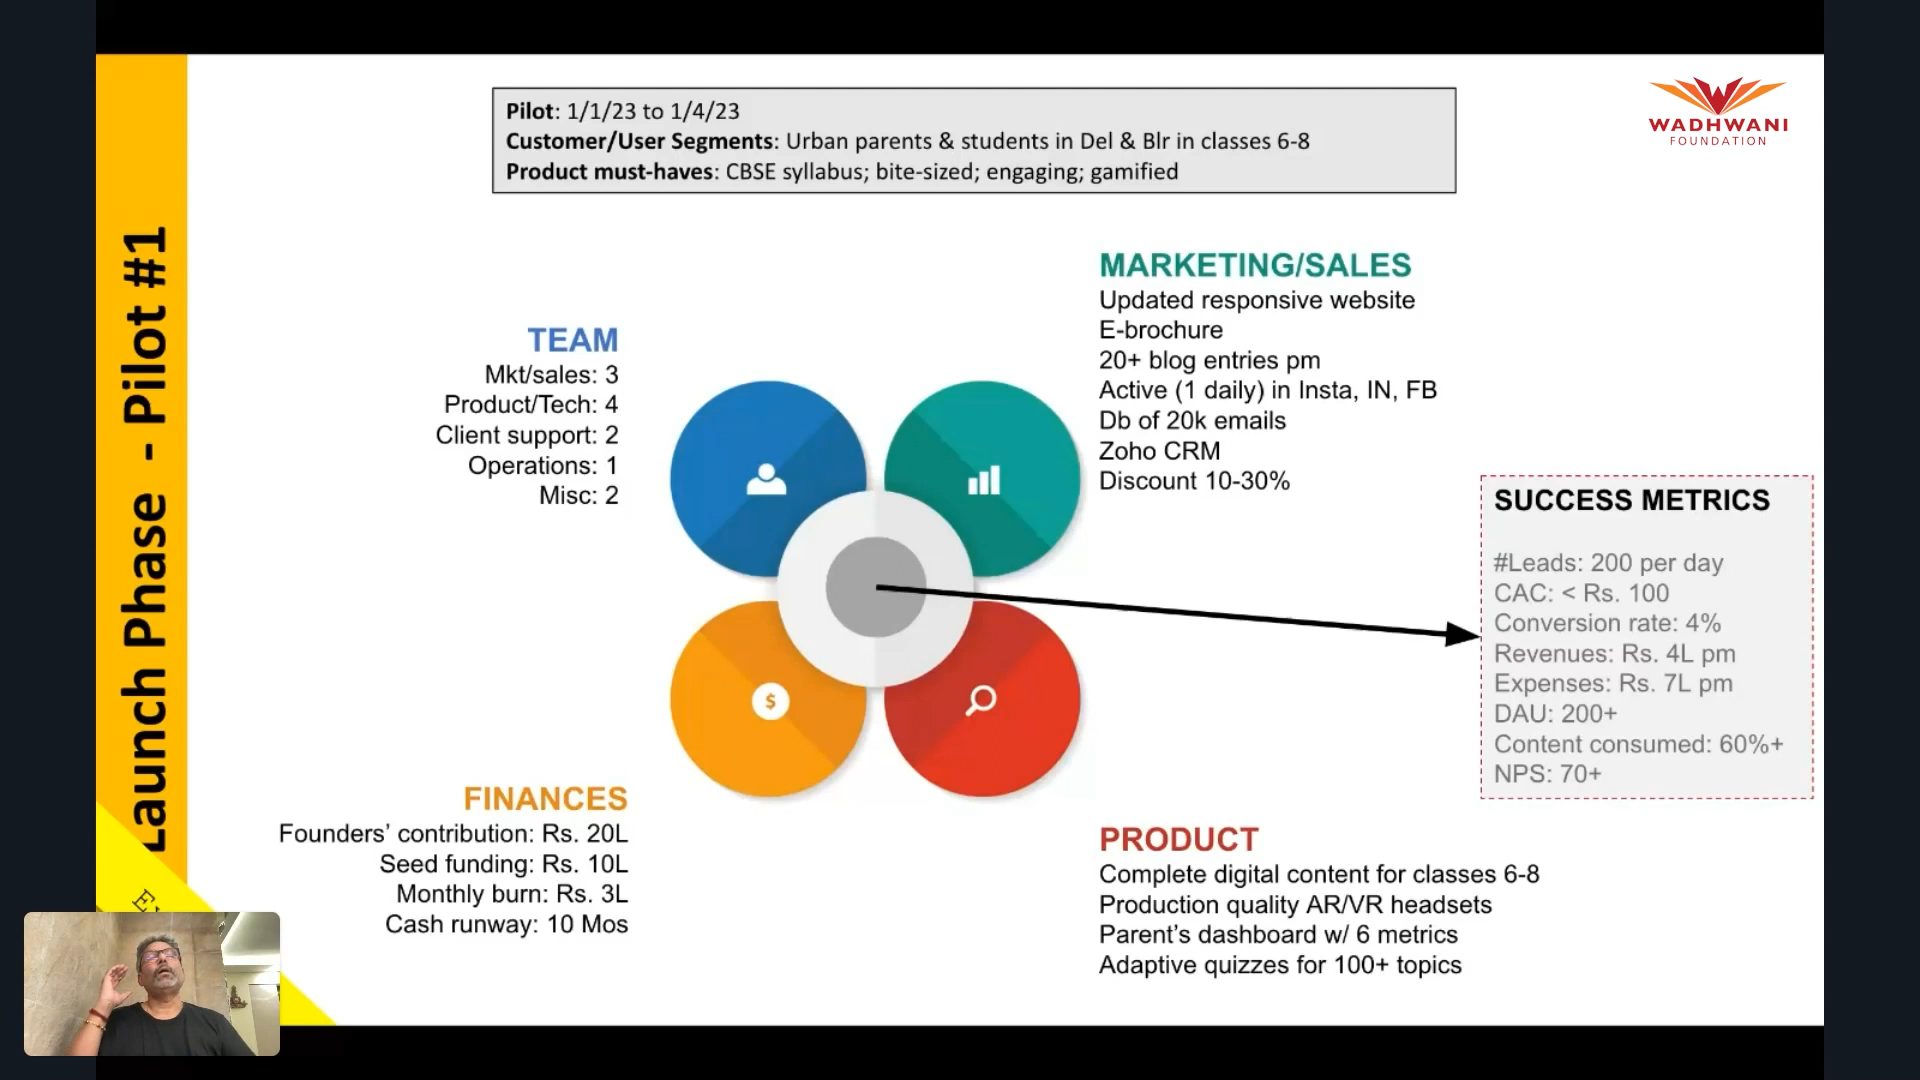 Launch Phase - Pilot #1
Pilot: 1/1/23 to 1/4/23
Customer/User Segments: Urban parents & students in Del & Blr in classes 6-8
Product must-haves: CBSE syllabus; bite-sized; engaging; gamified
WADHWANI
FOUNDATION
TEAM
Mkt/sales: 3
Product/Tech: 4
Client support: 2
Operations: 1
Misc: 2
MARKETING/SALES
Updated responsive website
E-brochure
20+ blog entries pm
Active (1 daily) in Insta, IN, FB
Db of 20k emails
Zoho CRM
Discount 10-30%
SUCCESS METRICS
#Leads: 200 per day
CAC: < Rs. 100
Conversion rate: 4%
Revenues: Rs. 4L pm
Expenses: Rs. 7L pm
DAU: 200+
Content consumed: 60%+
NPS: 70+
$
FINANCES
Founders’ contribution: Rs. 20L
Seed funding: Rs. 10L
Monthly burn: Rs. 3L
Cash runway: 10 Mos
PRODUCT
Complete digital content for classes 6-8
Production quality AR/VR headsets
Parent’s dashboard w/ 6 metrics
Adaptive quizzes for 100+ topics